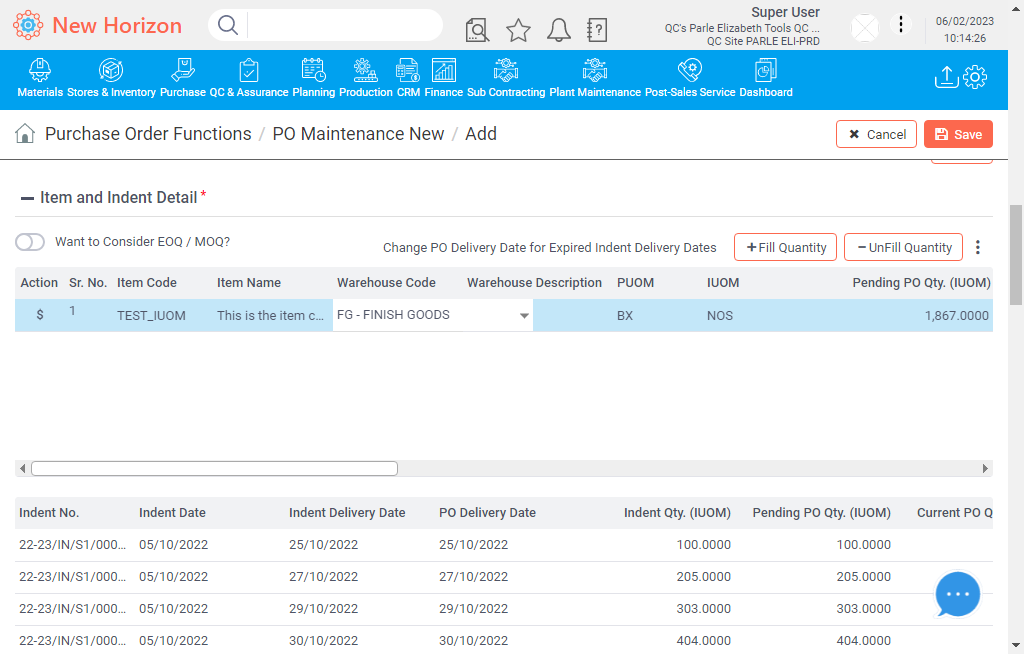 New Horizon
Super User
QC's Parle Elizabeth Tools QC ...
QC Site PARLE ELI-PRD
06/02/2023
10:14:26
Materials Stores & Inventory Purchase QC & Assurance Planning Production CRM Finance Sub Contracting Plant Maintenance Post-Sales Service Dashboard
Purchase Order Functions / PO Maintenance New / Add
Cancel Save
Item and Indent Detail *
Want to Consider EOQ / MOQ?
Change PO Delivery Date for Expired Indent Delivery Dates
+Fill Quantity
−UnFill Quantity
Action Sr. No. Item Code Item Name Warehouse Code Warehouse Description PUOM IUOM Pending PO Qty. (IUOM)
$ 1 TEST_IUOM This is the item c... FG - FINISH GOODS BX NOS 1,867.0000
Indent No. Indent Date Indent Delivery Date PO Delivery Date Indent Qty. (IUOM) Pending PO Qty. (IUOM) Current PO Q
22-23/IN/S1/000... 05/10/2022 25/10/2022 25/10/2022 100.0000 100.0000
22-23/IN/S1/000... 05/10/2022 27/10/2022 27/10/2022 205.0000 205.0000
22-23/IN/S1/000... 05/10/2022 29/10/2022 29/10/2022 303.0000 303.0000
22-23/IN/S1/000... 05/10/2022 30/10/2022 30/10/2022 404.0000 404.0000